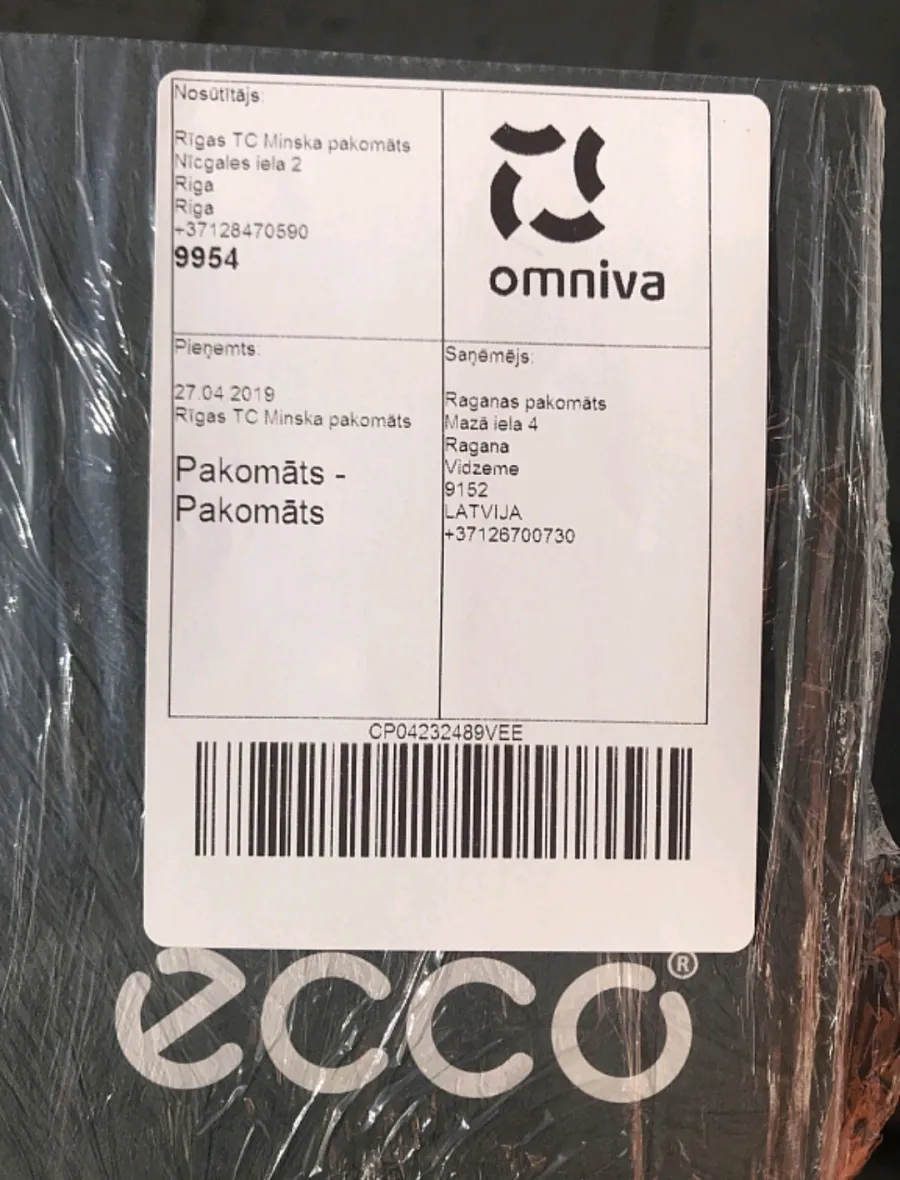 Nosūtītājs:
Rīgas TC Minska pakomāts
Nīcgales iela 2
Riga
Riga
+37128470590
9954
omniva
Pieņemts:
27.04.2019
Rīgas TC Minska pakomāts
Pakomāts -
Pakomāts
Saņēmējs:
Raganas pakomāts
Mazā iela 4
Ragana
Vidzeme
9152
LATVIJA
+37126700730
CP04232489VEE
ecco®